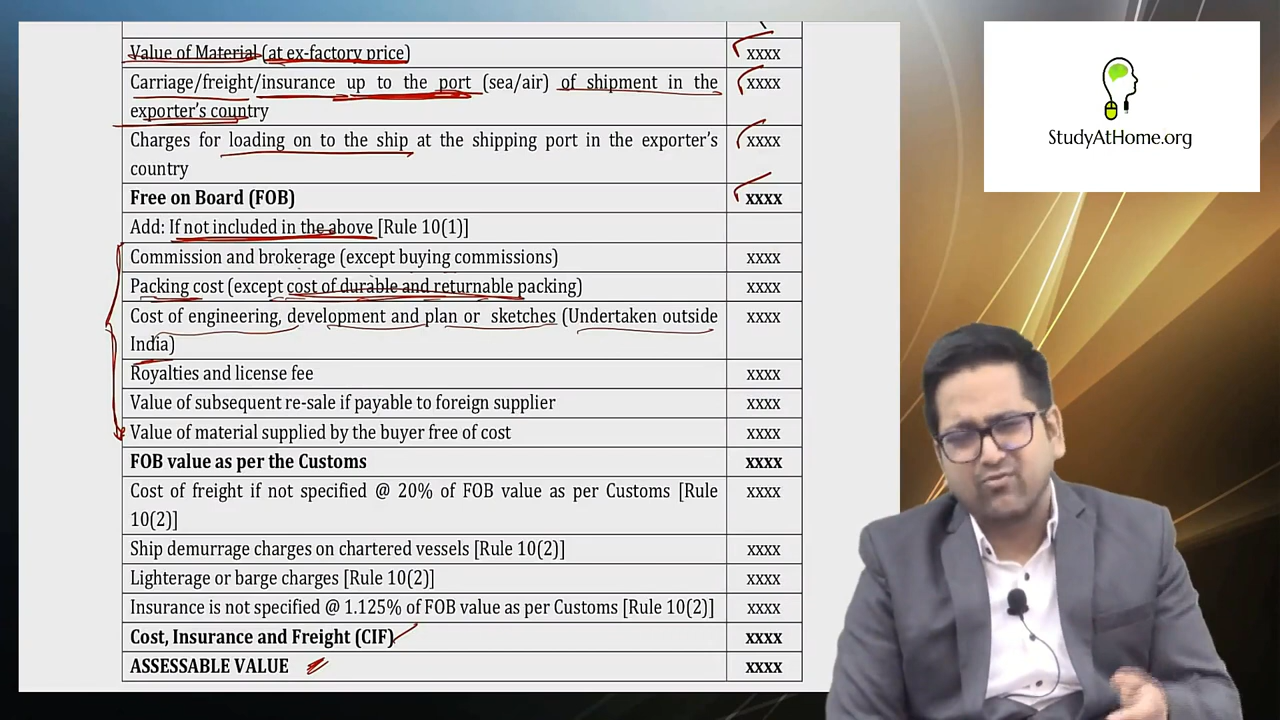 Value of Material (at ex-factory price) xxxx
Carriage/freight/insurance up to the port (sea/air) of shipment in the xxxx
exporter's country
Charges for loading on to the ship at the shipping port in the exporter's xxxx
country
Free on Board (FOB) xxxx
Add: If not included in the above [Rule 10(1)]
Commission and brokerage (except buying commissions) xxxx
Packing cost (except cost of durable and returnable packing) xxxx
Cost of engineering, development and plan or sketches (Undertaken outside xxxx
India)
Royalties and license fee xxxx
Value of subsequent re-sale if payable to foreign supplier xxxx
Value of material supplied by the buyer free of cost xxxx
FOB value as per the Customs xxxx
Cost of freight if not specified @ 20% of FOB value as per Customs [Rule xxxx
10(2)]
Ship demurrage charges on chartered vessels [Rule 10(2)] xxxx
Lighterage or barge charges [Rule 10(2)] xxxx
Insurance is not specified @ 1.125% of FOB value as per Customs [Rule 10(2)] xxxx
Cost, Insurance and Freight (CIF) xxxx
ASSESSABLE VALUE xxxx
StudyAtHome.org